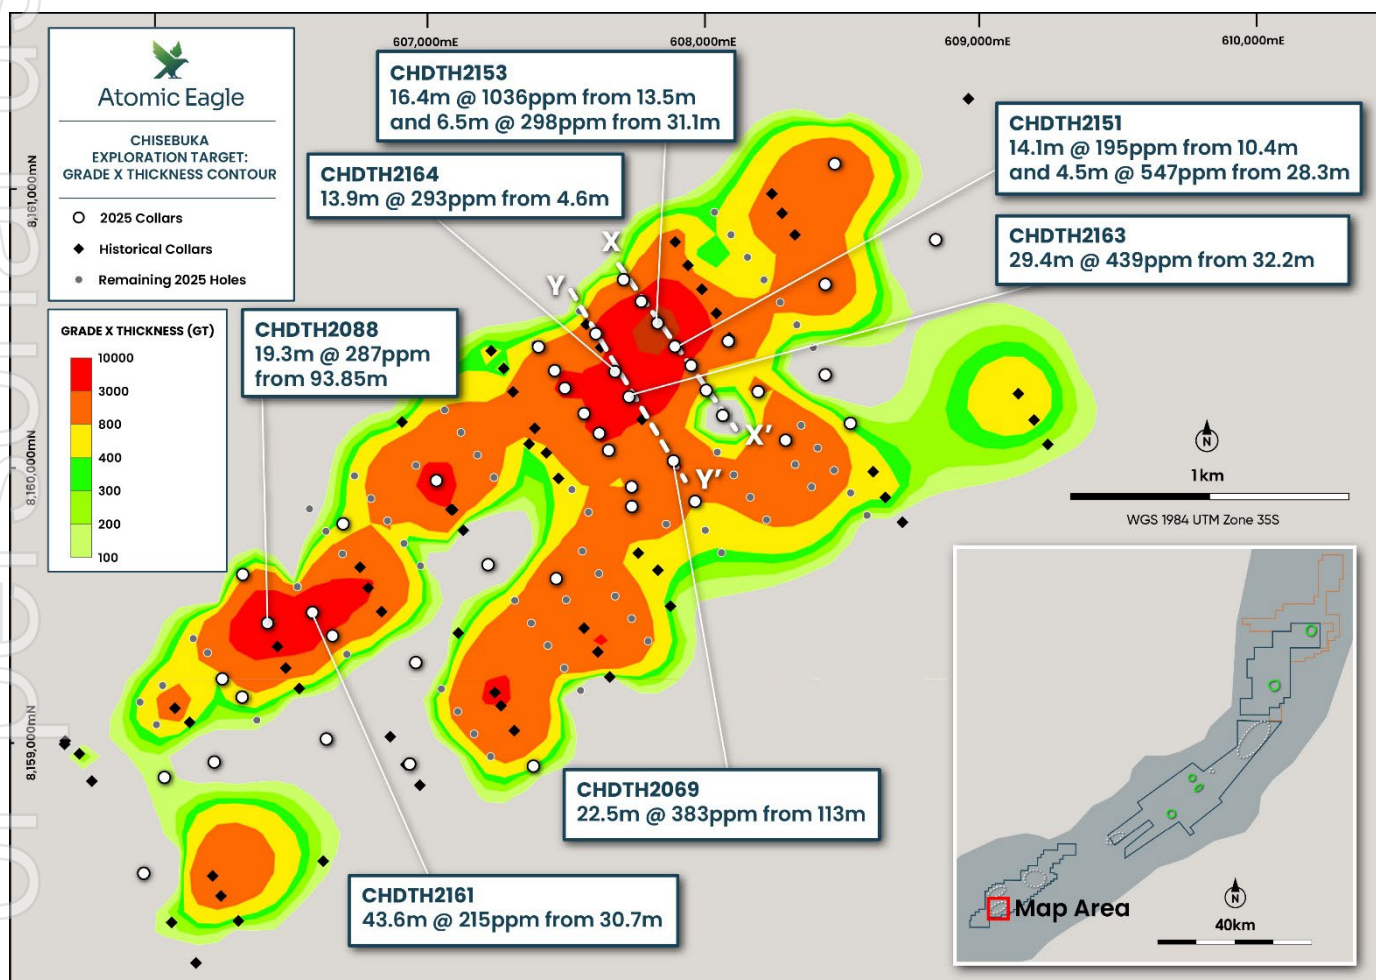 607,000mE
608,000mE
609,000mE
610,000mE
8,161,000mN
8,160,000mN
8,159,000mN
Atomic Eagle
CHISEBUKA
EXPLORATION TARGET:
GRADE X THICKNESS CONTOUR
2025 Collars
Historical Collars
Remaining 2025 Holes
GRADE X THICKNESS (GT)
10000
3000
800
400
300
200
100
CHDTH2153
16.4m @ 1036ppm from 13.5m
and 6.5m @ 298ppm from 31.1m
CHDTH2164
13.9m @ 293ppm from 4.6m
CHDTH2151
14.1m @ 195ppm from 10.4m
and 4.5m @ 547ppm from 28.3m
CHDTH2163
29.4m @ 439ppm from 32.2m
CHDTH2088
19.3m @ 287ppm
from 93.85m
X
Y
X'
Y'
N
1km
WGS 1984 UTM Zone 35S
CHDTH2069
22.5m @ 383ppm from 113m
CHDTH2161
43.6m @ 215ppm from 30.7m
Map Area
N
40km